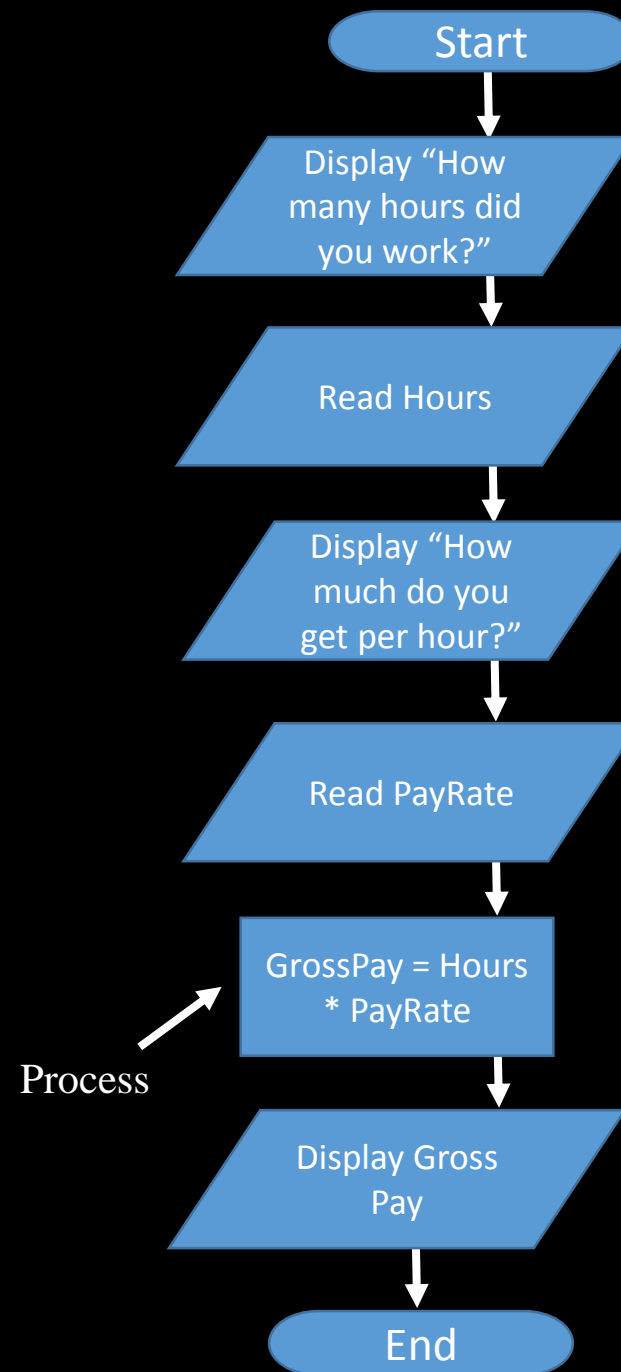 Start
Display “How
many hours did
you work?”
Read Hours
Display “How
much do you
get per hour?”
Read PayRate
GrossPay = Hours
* PayRate
Process
Display Gross
Pay
End